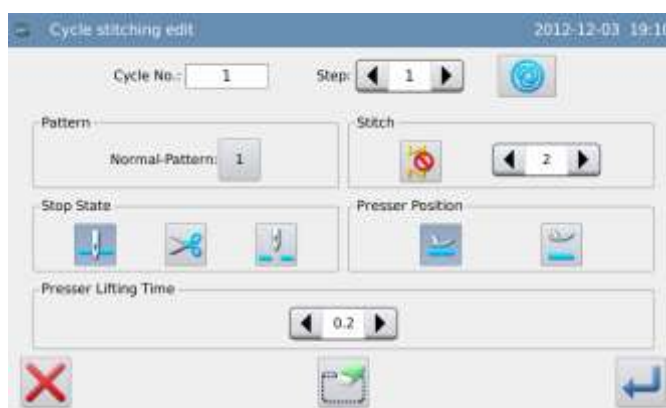 Cycle stitching edit 2012-12-03 19:10
Cycle No.: 1 Step: 1
Pattern Stitch
Normal-Pattern: 1 2
Stop State Presser Position
Presser Lifting Time
0.2